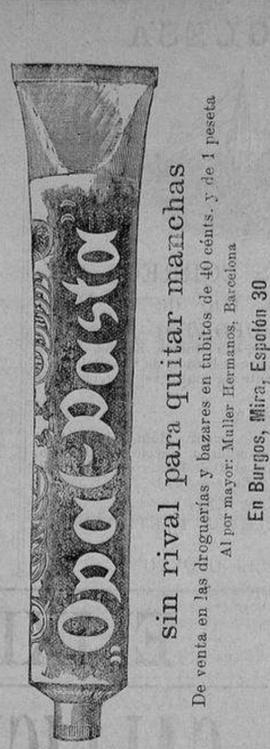 „Opal-Pasta”
sin rival para quitar manchas
De venta en las droguerías y bazares en tubitos de 40 cénts. y de 1 peseta
Al por mayor: Muller Hermanos, Barcelona
En Burgos, Mira, Espolón 30